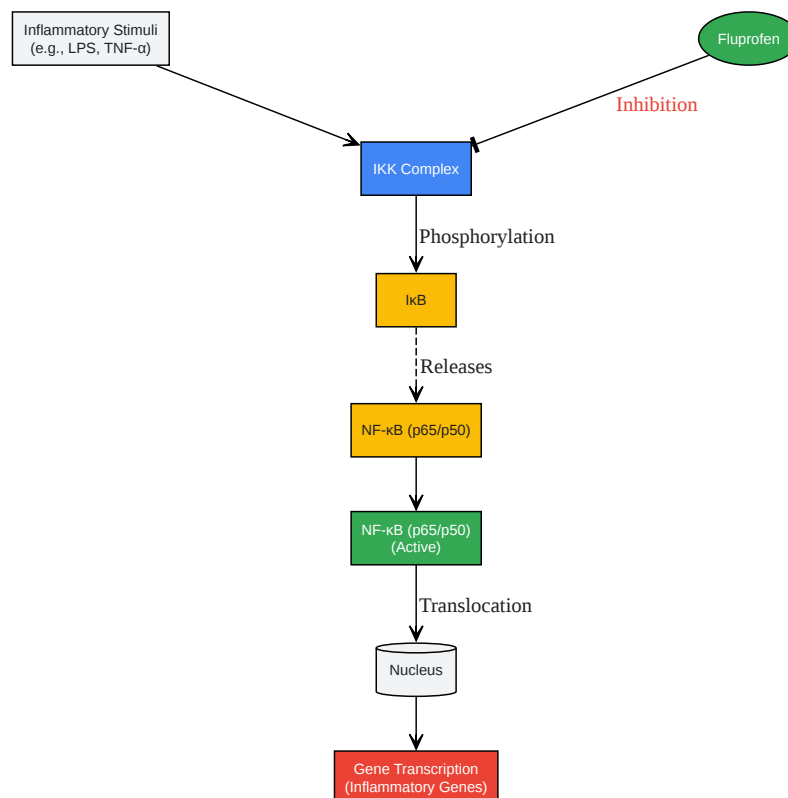 Inflammatory Stimuli
(e.g., LPS, TNF-α)
Fluprofen
Inhibition
IKK Complex
Phosphorylation
IκB
Releases
NF-κB (p65/p50)
NF-κB (p65/p50)
(Active)
Translocation
Nucleus
Gene Transcription
(Inflammatory Genes)